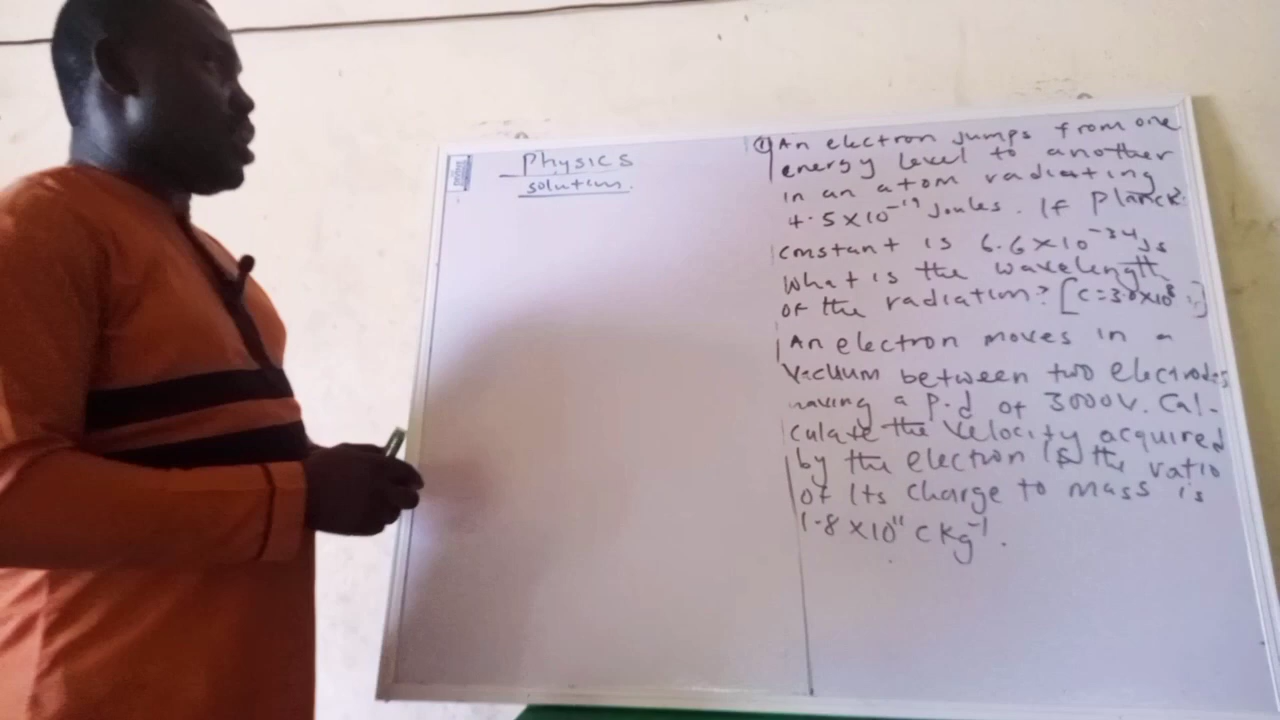 Physics
solution.
① An electron jumps from one
energy level to another
in an atom radiating
4.5×10⁻¹⁹ Joules. If Planck
constant is 6.6×10⁻³⁴Js
What is the wavelength
of the radiation? [C=3.0×10⁸
An electron moves in a
Vacuum between two electrodes
having a P.d of 3000V. Cal-
culate the Velocity acquired
by the electron if the ratio
of Its charge to mass is
1.8×10¹¹ C Kg⁻¹.